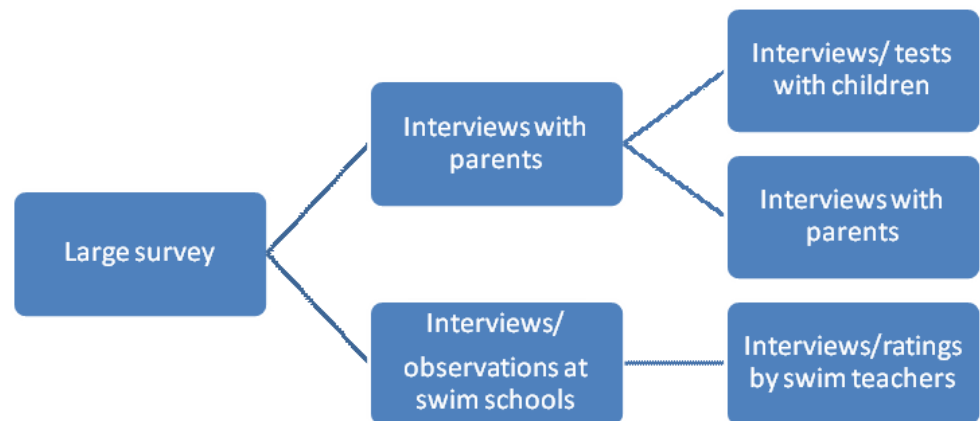 Large survey
Interviews with
parents
Interviews/
observations at
swim schools
Interviews/ tests
with children
Interviews with
parents
Interviews/ratings
by swim teachers